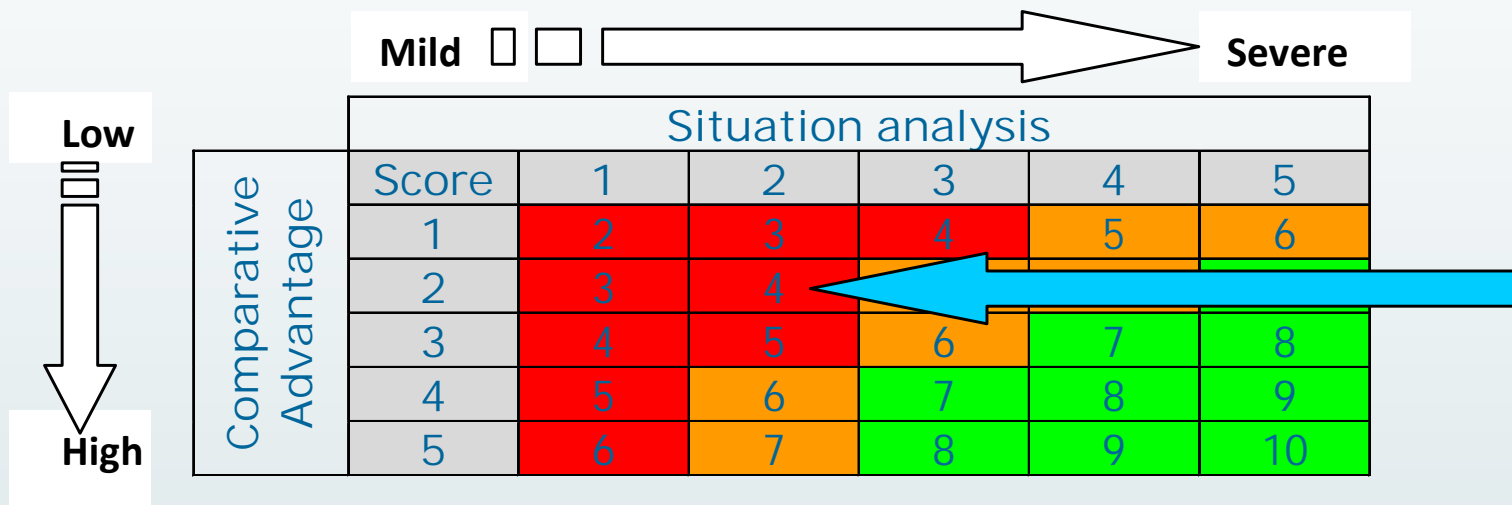 Mild
Severe
Low
High
Situation analysis
Comparative
Advantage
Score 1 2 3 4 5
1 2 3 4 5 6
2 3 4
3 4 5 6 7 8
4 5 6 7 8 9
5 6 7 8 9 10